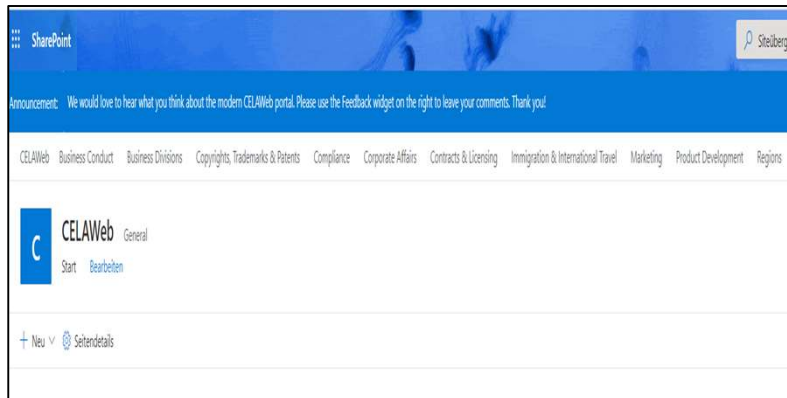 SharePoint
Siteüberg
Announcement: We would love to hear what you think about the modern CELAWeb portal. Please use the Feedback widget on the right to leave your comments. Thank you!
CELAWeb Business Conduct Business Divisions Copyrights, Trademarks & Patents Compliance Corporate Affairs Contracts & Licensing Immigration & International Travel Marketing Product Development Regions
C
CELAWeb General
Start Bearbeiten
Neu Seitendetails